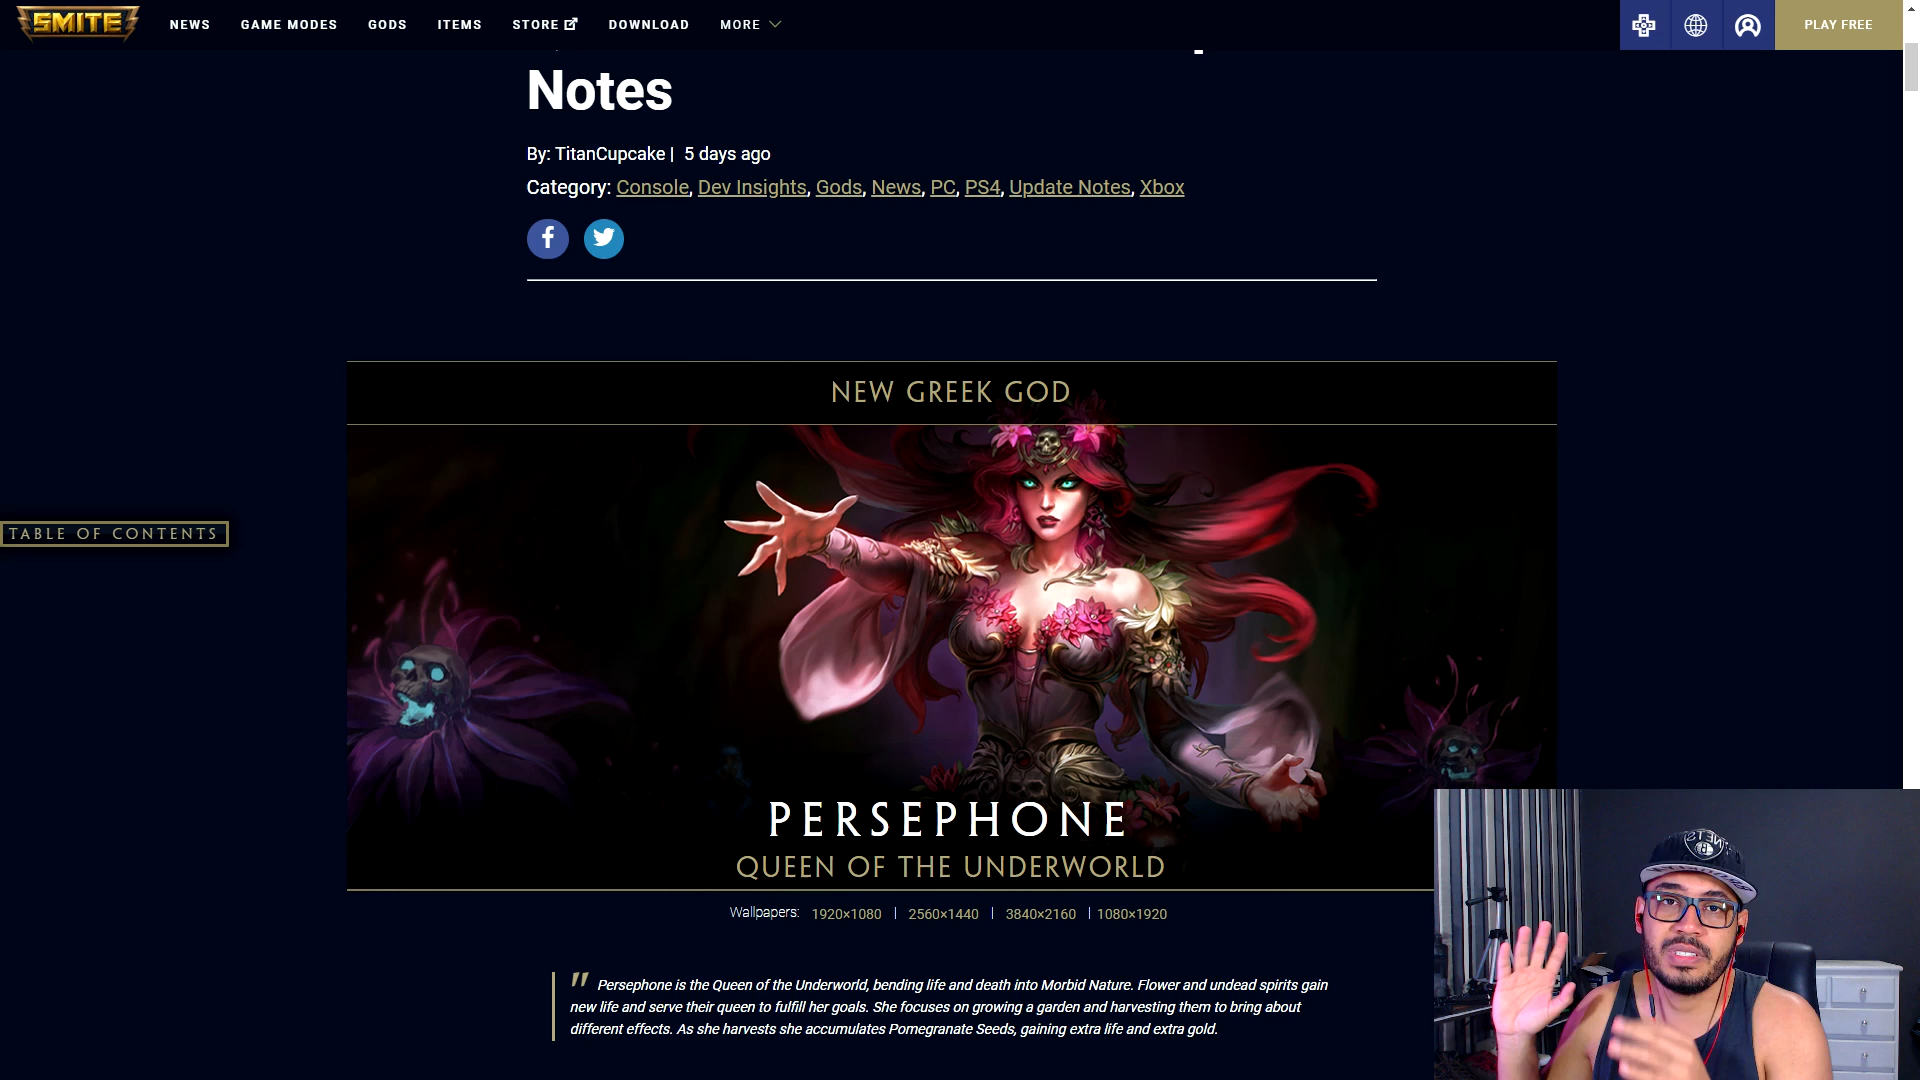 SMITE
NEWS
GAME MODES
GODS
ITEMS
STORE
DOWNLOAD
MORE
PLAY FREE
Notes
By: TitanCupcake | 5 days ago
Category: Console, Dev Insights, Gods, News, PC, PS4, Update Notes, Xbox
NEW GREEK GOD
TABLE OF CONTENTS
PERSEPHONE
QUEEN OF THE UNDERWORLD
Wallpapers: 1920×1080 | 2560×1440 | 3840×2160 | 1080×1920
" Persephone is the Queen of the Underworld, bending life and death into Morbid Nature. Flower and undead spirits gain
new life and serve their queen to fulfill her goals. She focuses on growing a garden and harvesting them to bring about
different effects. As she harvests she accumulates Pomegranate Seeds, gaining extra life and extra gold.